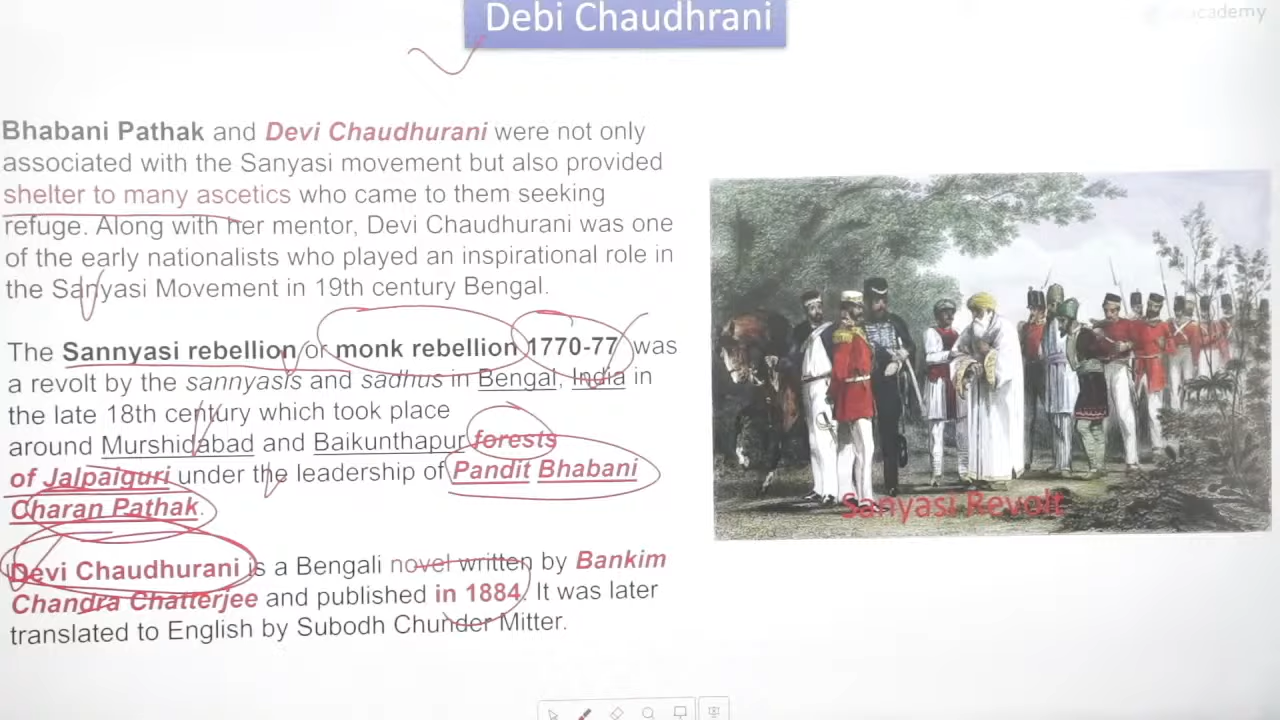 Debi Chaudhrani
academy
Bhabani Pathak and Devi Chaudhurani were not only
associated with the Sanyasi movement but also provided
shelter to many ascetics who came to them seeking
refuge. Along with her mentor, Devi Chaudhurani was one
of the early nationalists who played an inspirational role in
the Sanyasi Movement in 19th century Bengal.
The Sannyasi rebellion or monk rebellion 1770-77 was
a revolt by the sannyasis and sadhus in Bengal, India in
the late 18th century which took place
around Murshidabad and Baikunthapur forests
of Jalpaiguri under the leadership of Pandit Bhabani
Charan Pathak.
Devi Chaudhurani is a Bengali novel written by Bankim
Chandra Chatterjee and published in 1884. It was later
translated to English by Subodh Chunder Mitter.
Sanyasi Revolt